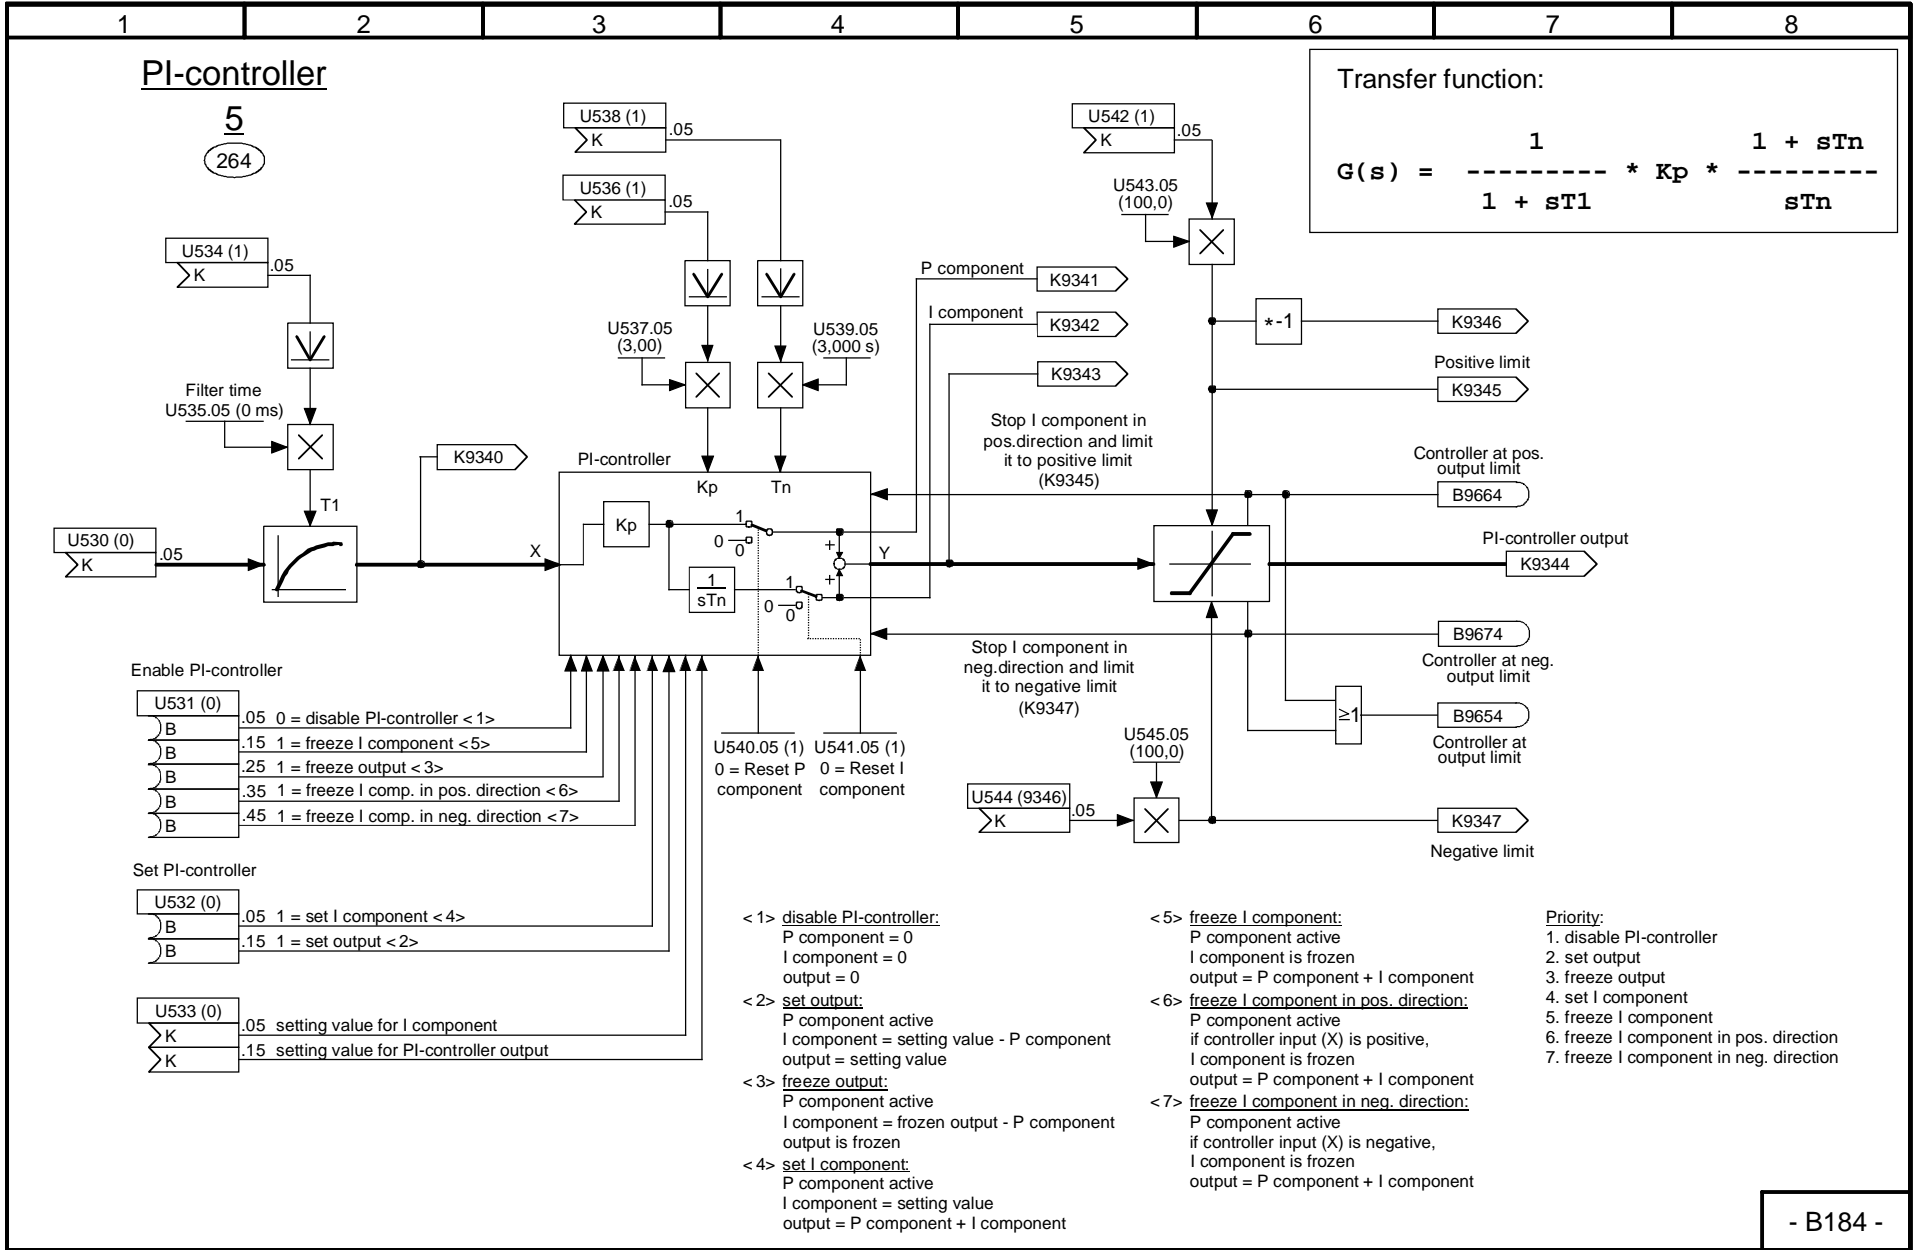 1 2 3 4 5 6 7 8
PI-controller
5
264
Transfer function:
1 1 + sTn
G(s) = --------- * Kp * ---------
1 + sT1 sTn
U538 (1)
K
.05
U536 (1)
K
.05
U542 (1)
K
.05
U543.05
(100,0)
U534 (1)
K
.05
Filter time
U535.05 (0 ms)
T1
U537.05
(3,00)
U539.05
(3,000 s)
P component
K9341
I component
K9342
K9343
*-1
K9346
Positive limit
K9345
Stop I component in
pos.direction and limit
it to positive limit
(K9345)
Controller at pos.
output limit
B9664
K9340
PI-controller
Kp
Tn
U530 (0)
K
.05
X
Kp
1
0
0
1
sTn
1
0
0
+
+
Y
PI-controller output
K9344
Stop I component in
neg.direction and limit
it to negative limit
(K9347)
B9674
Controller at neg.
output limit
≥1
B9654
Controller at
output limit
Enable PI-controller
U531 (0)
B .05 0 = disable PI-controller <1>
B .15 1 = freeze I component <5>
B .25 1 = freeze output <3>
B .35 1 = freeze I comp. in pos. direction <6>
B .45 1 = freeze I comp. in neg. direction <7>
U540.05 (1)
0 = Reset P
component
U541.05 (1)
0 = Reset I
component
U545.05
(100,0)
U544 (9346)
K
.05
K9347
Negative limit
Set PI-controller
U532 (0)
B .05 1 = set I component <4>
B .15 1 = set output <2>
U533 (0)
K .05 setting value for I component
K .15 setting value for PI-controller output
<1> disable PI-controller:
P component = 0
I component = 0
output = 0
<2> set output:
P component active
I component = setting value - P component
output = setting value
<3> freeze output:
P component active
I component = frozen output - P component
output is frozen
<4> set I component:
P component active
I component = setting value
output = P component + I component
<5> freeze I component:
P component active
I component is frozen
output = P component + I component
<6> freeze I component in pos. direction:
P component active
if controller input (X) is positive,
I component is frozen
output = P component + I component
<7> freeze I component in neg. direction:
P component active
if controller input (X) is negative,
I component is frozen
output = P component + I component
Priority:
1. disable PI-controller
2. set output
3. freeze output
4. set I component
5. freeze I component
6. freeze I component in pos. direction
7. freeze I component in neg. direction
- B184 -